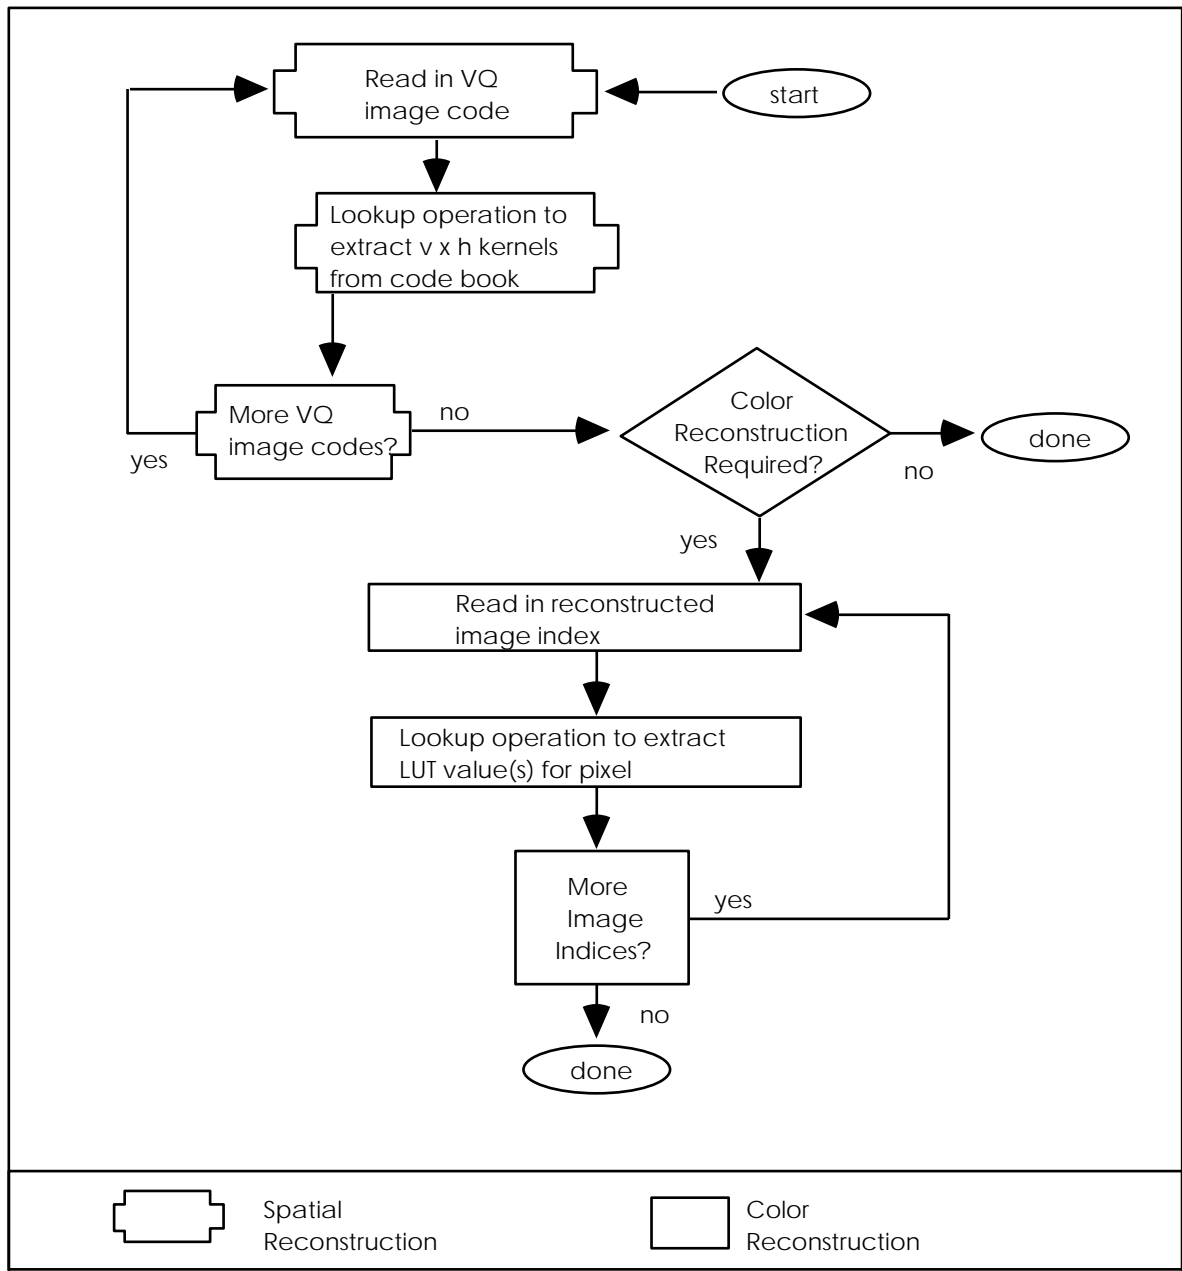 Read in VQ
image code
start
Lookup operation to
extract v x h kernels
from code book
More VQ
image codes?
yes
no
Color
Reconstruction
Required?
no
done
yes
Read in reconstructed
image index
Lookup operation to extract
LUT value(s) for pixel
More
Image
Indices?
yes
no
done
Spatial
Reconstruction
Color
Reconstruction